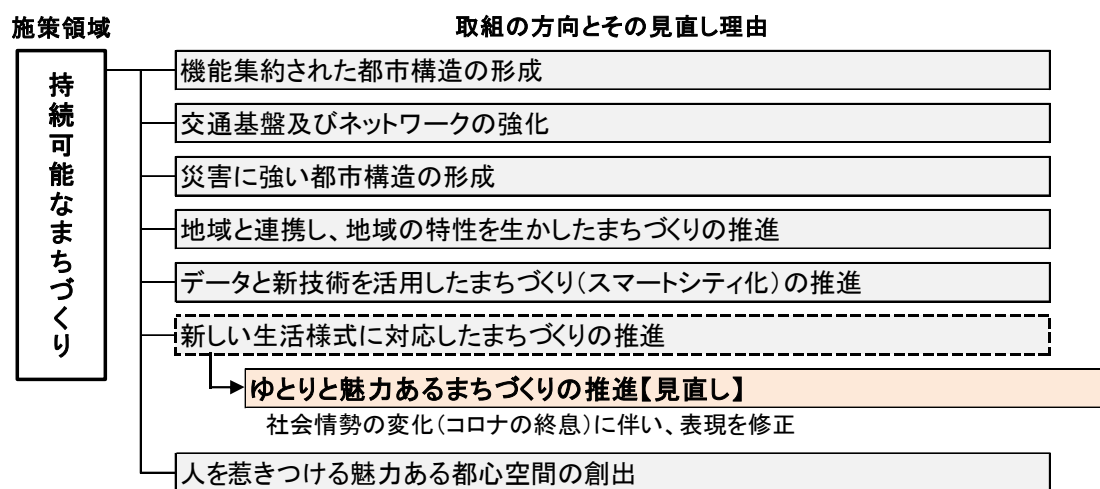 施策領域
取組の方向とその見直し理由
持続可能なまちづくり
機能集約された都市構造の形成
交通基盤及びネットワークの強化
災害に強い都市構造の形成
地域と連携し、地域の特性を生かしたまちづくりの推進
データと新技術を活用したまちづくり(スマートシティ化)の推進
新しい生活様式に対応したまちづくりの推進
ゆとりと魅力あるまちづくりの推進【見直し】
社会情勢の変化(コロナの終息)に伴い、表現を修正
人を惹きつける魅力ある都心空間の創出